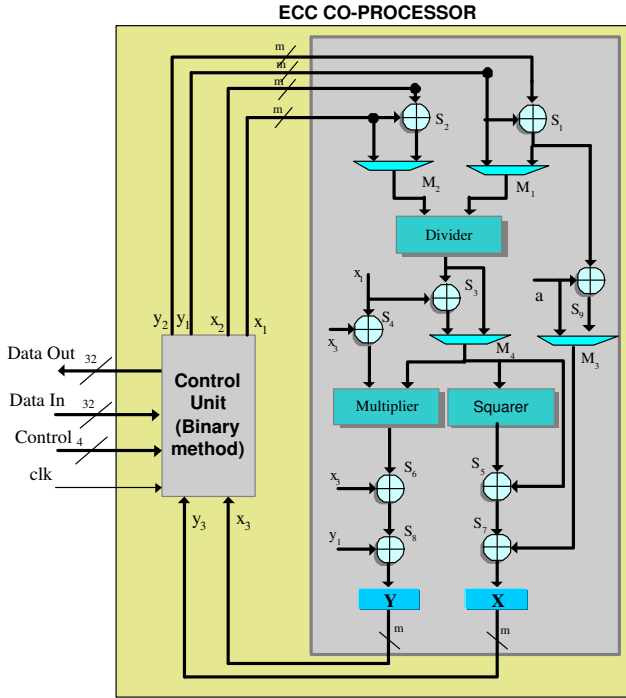 ECC CO-PROCESSOR
m
m
m
m
S2
S1
M2
M1
Divider
x1
S3
a
S9
S4
x3
M4
M3
y2 y1 x2 x1
Data Out 32
Control Unit (Binary method)
Data In 32
Control 4
clk
Multiplier
Squarer
x3
S6
S5
y1
S8
S7
y3 x3
Y
X
m
m